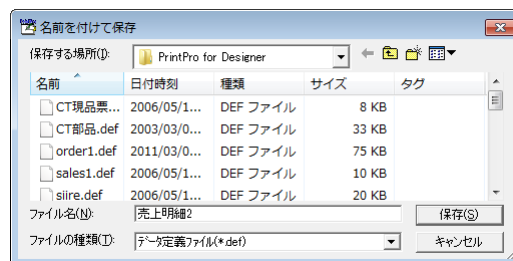 名前を付けて保存
保存する場所(I): PrintPro for Designer
名前 日付時刻 種類 サイズ タグ
CT現品票... 2006/05/1... DEF ファイル 8 KB
CT部品.def 2003/03/0... DEF ファイル 33 KB
order1.def 2011/03/0... DEF ファイル 75 KB
sales1.def 2006/05/1... DEF ファイル 10 KB
siire.def 2006/05/1... DEF ファイル 20 KB
ファイル名(N): 売上明細2 保存(S)
ファイルの種類(T): データ定義ファイル(*.def) キャンセル